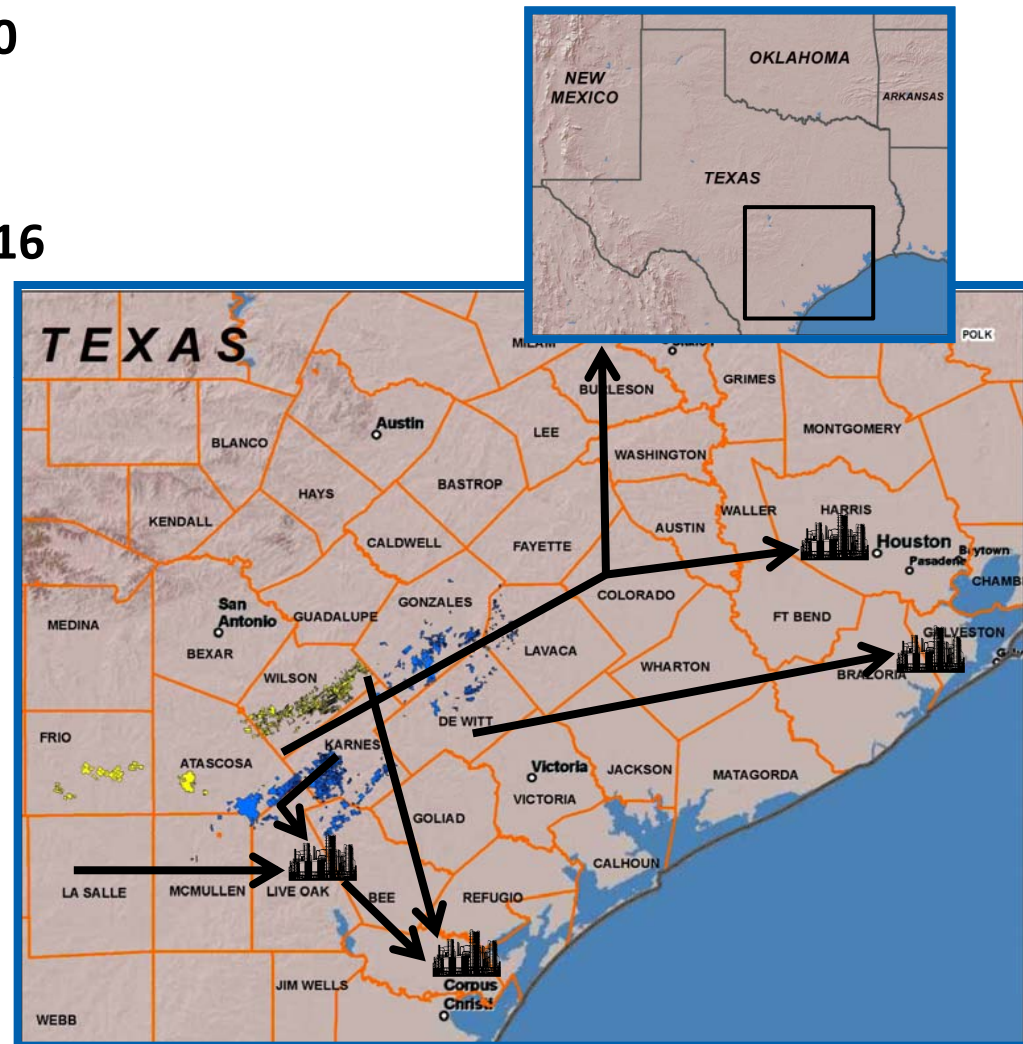 0
16
NEW
MEXICO
OKLAHOMA
ARKANSAS
TEXAS
TEXAS
POLK
BURLESON
GRIMES
Austin
BLANCO
LEE
MONTGOMERY
WASHINGTON
HAYS
BASTROP
KENDALL
WALLER
HARRIS
AUSTIN
CALDWELL
FAYETTE
Houston
Baytown
Pasadena
CHAMB
San
Antonio
GUADALUPE
GONZALES
COLORADO
MEDINA
FT BEND
BEXAR
LAVACA
GALVESTON
WILSON
WHARTON
BRAZORIA
DE WITT
FRIO
KARNES
ATASCOSA
Victoria
JACKSON
MATAGORDA
VICTORIA
GOLIAD
CALHOUN
LA SALLE
MCMULLEN
LIVE OAK
BEE
REFUGIO
JIM WELLS
Corpus
Christi
WEBB